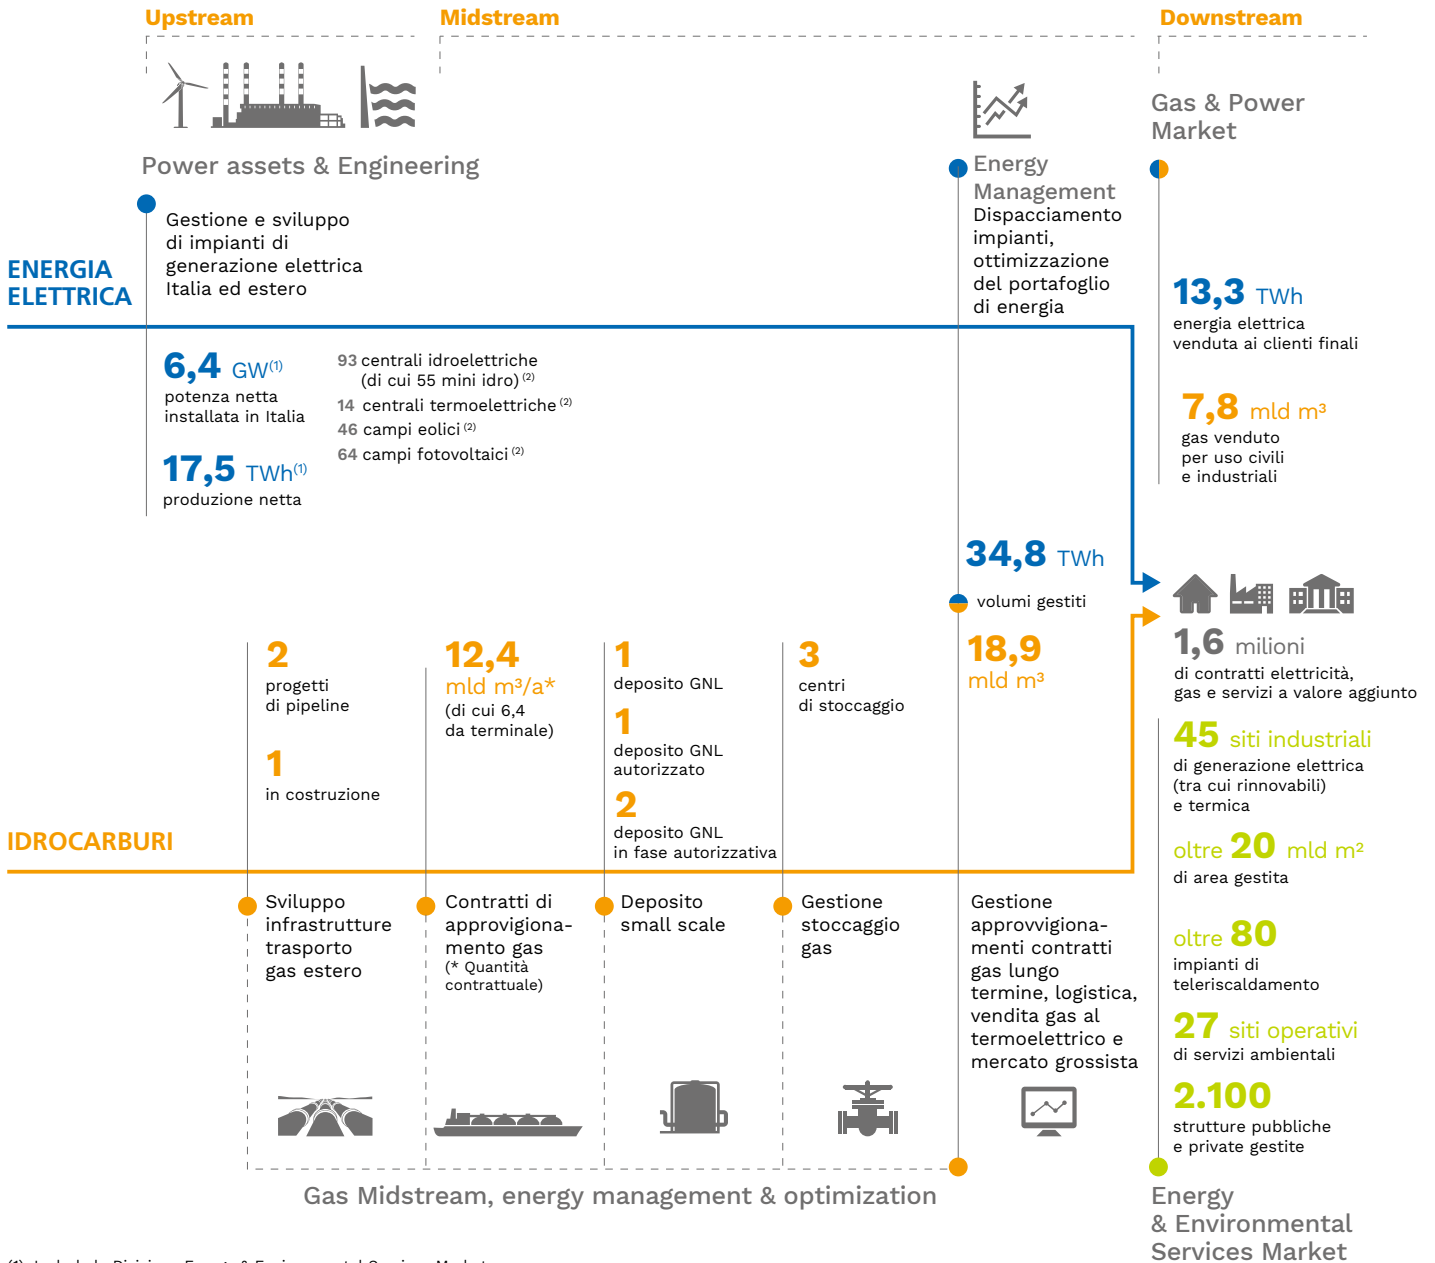 Upstream
Midstream
Downstream
Power assets & Engineering
Gestione e sviluppo
di impianti di
generazione elettrica
Italia ed estero
Energy
Management
Dispacciamento
impianti,
ottimizzazione
del portafoglio
di energia
Gas & Power
Market
ENERGIA
ELETTRICA
6,4 GW(1)
potenza netta
installata in Italia
17,5 TWh(1)
produzione netta
93 centrali idroelettriche
(di cui 55 mini idro) (2)
14 centrali termoelettriche (2)
46 campi eolici (2)
64 campi fotovoltaici (2)
13,3 TWh
energia elettrica
venduta ai clienti finali
7,8 mld m³
gas venduto
per uso civili
e industriali
34,8 TWh
volumi gestiti
18,9
mld m³
2
progetti
di pipeline
1
in costruzione
12,4
mld m³/a*
(di cui 6,4
da terminale)
1
deposito GNL
1
deposito GNL
autorizzato
2
deposito GNL
in fase autorizzativa
3
centri
di stoccaggio
1,6 milioni
di contratti elettricità,
gas e servizi a valore aggiunto
45 siti industriali
di generazione elettrica
(tra cui rinnovabili)
e termica
oltre 20 mld m²
di area gestita
oltre 80
impianti di
teleriscaldamento
27 siti operativi
di servizi ambientali
2.100
strutture pubbliche
e private gestite
IDROCARBURI
Sviluppo
infrastrutture
trasporto
gas estero
Contratti di
approvigiona-
mento gas
(* Quantità
contrattuale)
Deposito
small scale
Gestione
stoccaggio
gas
Gestione
approvvigiona-
menti contratti
gas lungo
termine, logistica,
vendita gas al
termoelettrico e
mercato grossista
Gas Midstream, energy management & optimization
Energy
& Environmental
Services Market